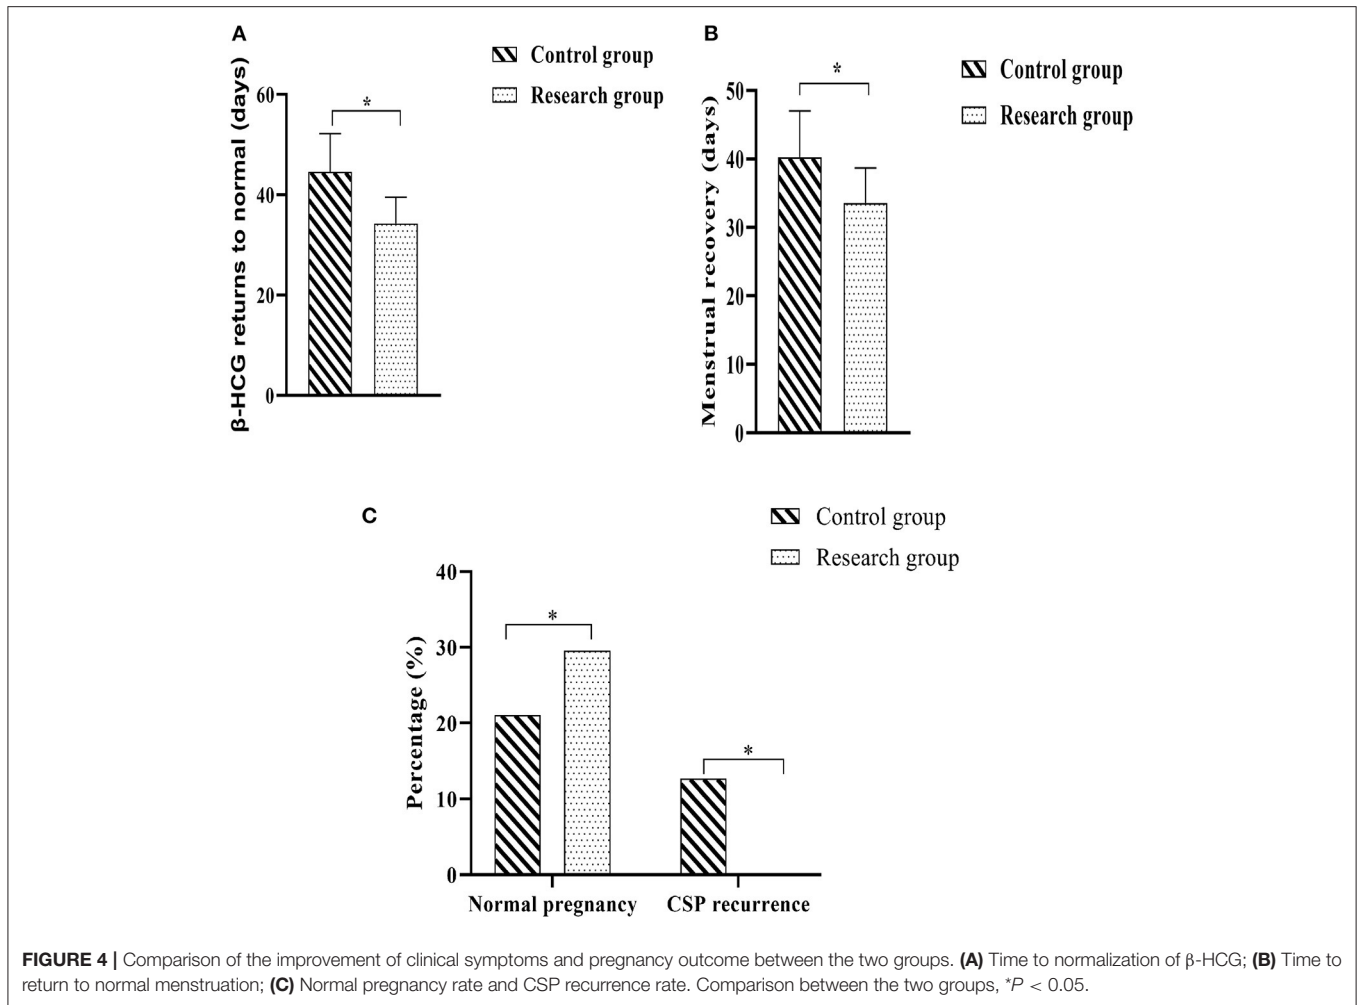 A
Control group
Research group
β-HCG returns to normal (days)
60
40
20
0
*
B
Control group
Research group
Menstrual recovery (days)
50
40
30
20
10
0
*
C
Control group
Research group
Percentage (%)
40
30
20
10
0
*
*
Normal pregnancy
CSP recurrence
FIGURE 4 | Comparison of the improvement of clinical symptoms and pregnancy outcome between the two groups. (A) Time to normalization of β-HCG; (B) Time to
return to normal menstruation; (C) Normal pregnancy rate and CSP recurrence rate. Comparison between the two groups, *P < 0.05.